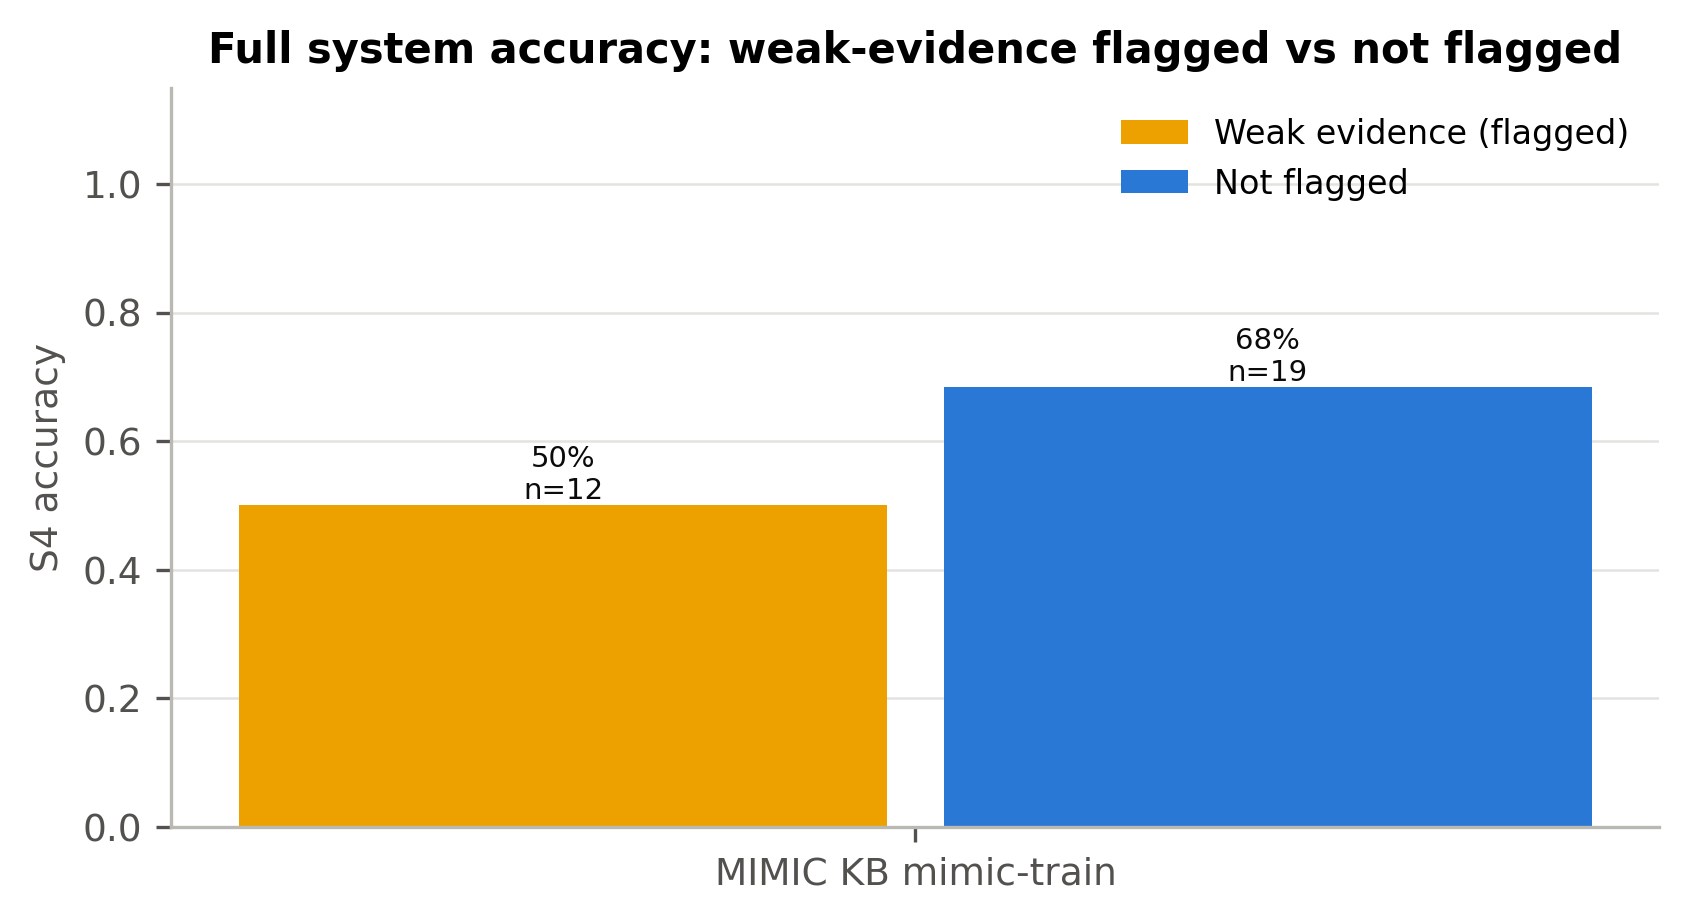 Full system accuracy: weak-evidence flagged vs not flagged
Weak evidence (flagged)
Not flagged
S4 accuracy
1.0
0.8
0.6
0.4
0.2
0.0
50%
n=12
68%
n=19
MIMIC KB mimic-train